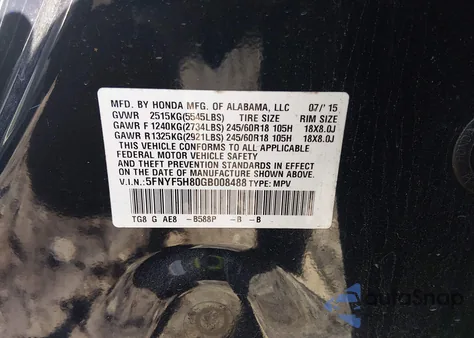 MFD. BY HONDA MFG. OF ALABAMA, LLC 07/'15
GVWR 2515KG(5545LBS) TIRE SIZE RIM SIZE
GAWR F 1240KG(2734LBS) 245/60R18 105H 18X8.0J
GAWR R1325KG(2921LBS) 245/60R18 105H 18X8.0J
THIS VEHICLE CONFORMS TO ALL APPLICABLE
FEDERAL MOTOR VEHICLE SAFETY
AND THEFT PREVENTION STANDARDS IN EFFECT
ON THE DATE OF MANUFACTURE SHOWN ABOVE.
V.I.N.: 5FNYF5H80GB008488 TYPE: MPV
TG8 G AE8 -B588P -B -B
AutoSnap